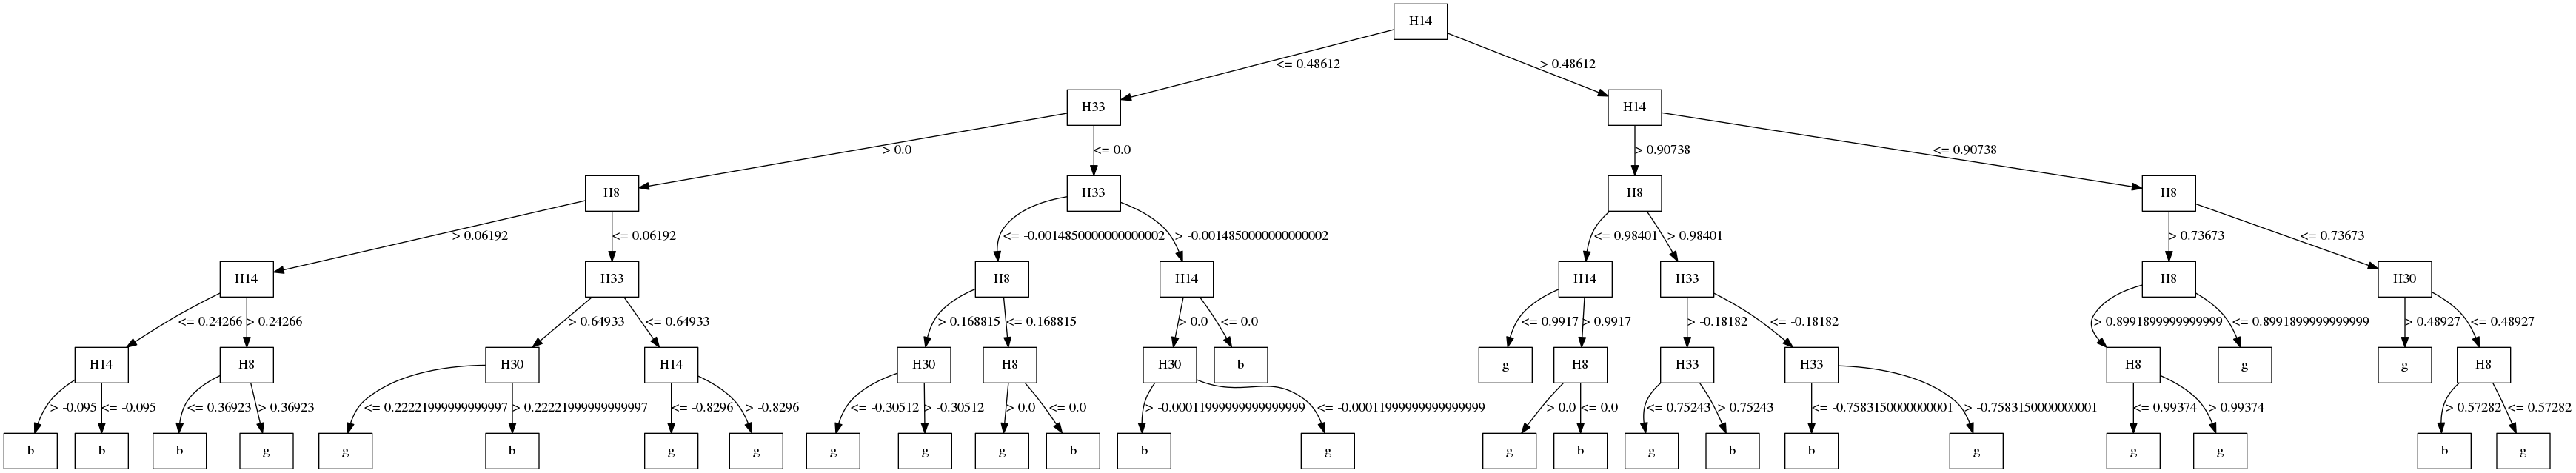 H14
<= 0.48612
> 0.48612
H33
H14
> 0.0
<= 0.0
> 0.90738
<= 0.90738
H8
H33
H8
H8
> 0.06192
<= 0.06192
<= -0.0014850000000000002
> -0.0014850000000000002
<= 0.98401
> 0.98401
> 0.73673
<= 0.73673
H14
H33
H8
H14
H14
H33
H8
H30
<= 0.24266
> 0.24266
> 0.64933
<= 0.64933
> 0.168815
<= 0.168815
> 0.0
<= 0.0
<= 0.9917
> 0.9917
> -0.18182
<= -0.18182
> 0.8991899999999999
<= 0.8991899999999999
> 0.48927
<= 0.48927
H14
H8
H30
H14
H30
H8
H30
b
g
H8
H33
H33
H8
g
g
H8
> -0.095
<= -0.095
<= 0.36923
> 0.36923
<= 0.22221999999999997
> 0.22221999999999997
<= -0.8296
> -0.8296
<= -0.30512
> -0.30512
> 0.0
<= 0.0
> -0.00011999999999999999
<= -0.00011999999999999999
> 0.0
<= 0.0
<= 0.75243
> 0.75243
<= -0.7583150000000001
> -0.7583150000000001
<= 0.99374
> 0.99374
> 0.57282
<= 0.57282
b
b
b
g
g
b
g
g
g
g
g
b
b
g
g
b
g
b
b
g
g
g
b
g